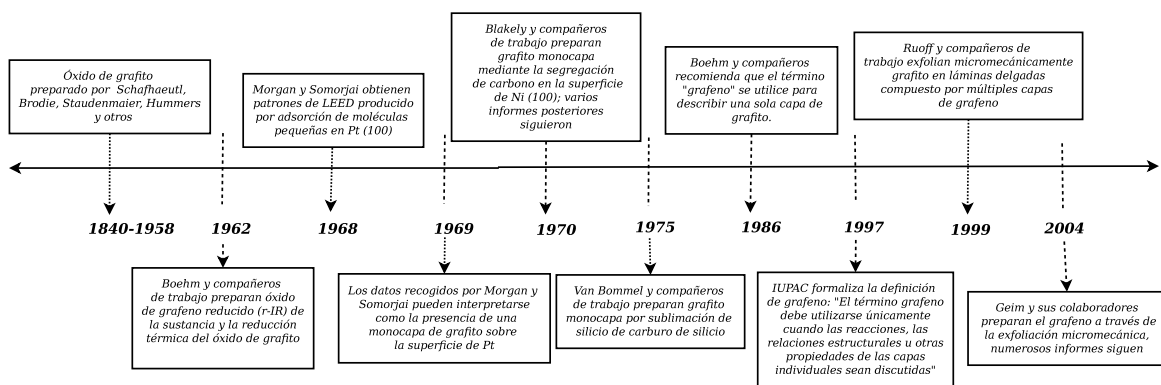 Óxido de grafito
preparado por Schafhaeutl,
Brodie, Staudenmaier, Hummers
y otros
Morgan y Somorjai obtienen
patrones de LEED producido
por adsorción de moléculas
pequeñas en Pt (100)
Blakely y compañeros
de trabajo preparan
grafito monocapa
mediante la segregación
de carbono en la superficie
de Ni (100); varios
informes posteriores
siguieron
Boehm y compañeros
recomienda que el término
"grafeno" se utilice para
describir una sola capa de
grafito.
Ruoff y compañeros de
trabajo exfolian micromecánicamente
grafito en láminas delgadas
compuesto por múltiples capas
de grafeno
1840-1958
1962
1968
1969
1970
1975
1986
1997
1999
2004
Boehm y compañeros
de trabajo preparan óxido
de grafeno reducido (r-IR) de
la sustancia y la reducción
térmica del óxido de grafito
Los datos recogidos por Morgan y
Somorjai pueden interpretarse
como la presencia de una
monocapa de grafito sobre
la superficie de Pt
Van Bommel y compañeros
de trabajo preparan grafito
monocapa por sublimación de
silicio de carburo de silicio
IUPAC formaliza la definición
de grafeno: "El término grafeno
debe utilizarse únicamente
cuando las reacciones, las
relaciones estructurales u otras
propiedades de las capas
individuales sean discutidas"
Geim y sus colaboradores
preparan el grafeno a través de
la exfoliación micromecánica,
numerosos informes siguen